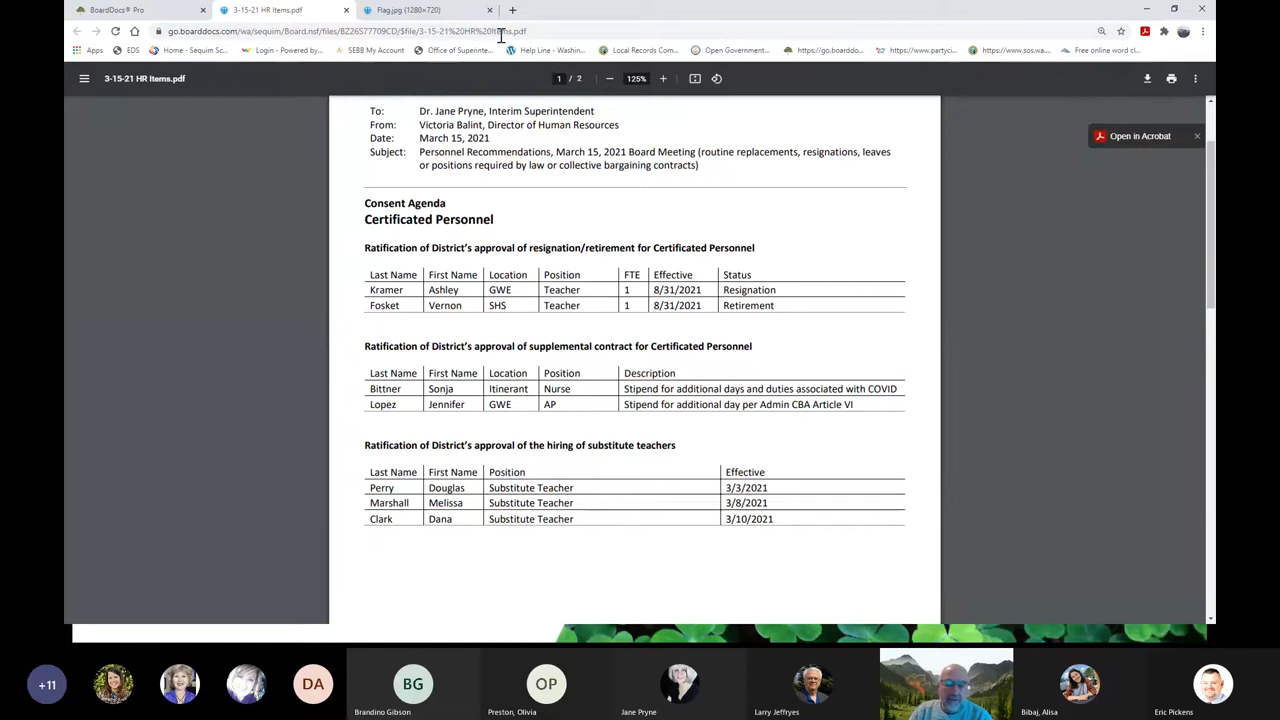 BoardDocs® Pro
3-15-21 HR Items.pdf
Flag.jpg (1280×720)
go.boarddocs.com/wa/sequim/Board.nsf/files/BZ26S77709CD/$file/3-15-21%20HR%20Items.pdf
Apps
EDS
Home - Sequim Sc...
Login - Powered by...
SEBB My Account
Office of Superinte...
Help Line - Washin...
Local Records Com...
Open Government...
https://go.boarddo...
https://www.partyci...
https://www.sos.wa...
Free online word cl...
3-15-21 HR Items.pdf
1 / 2
125%
Open in Acrobat
To: Dr. Jane Pryne, Interim Superintendent
From: Victoria Balint, Director of Human Resources
Date: March 15, 2021
Subject: Personnel Recommendations, March 15, 2021 Board Meeting (routine replacements, resignations, leaves
or positions required by law or collective bargaining contracts)
Consent Agenda
Certificated Personnel
Ratification of District's approval of resignation/retirement for Certificated Personnel
Last Name First Name Location Position FTE Effective Status
Kramer Ashley GWE Teacher 1 8/31/2021 Resignation
Fosket Vernon SHS Teacher 1 8/31/2021 Retirement
Ratification of District's approval of supplemental contract for Certificated Personnel
Last Name First Name Location Position Description
Bittner Sonja Itinerant Nurse Stipend for additional days and duties associated with COVID
Lopez Jennifer GWE AP Stipend for additional day per Admin CBA Article VI
Ratification of District's approval of the hiring of substitute teachers
Last Name First Name Position Effective
Perry Douglas Substitute Teacher 3/3/2021
Marshall Melissa Substitute Teacher 3/8/2021
Clark Dana Substitute Teacher 3/10/2021
+11
DA
BG
OP
Brandino Gibson
Preston, Olivia
Jane Pryne
Larry Jeffryes
Bibaj, Alisa
Eric Pickens